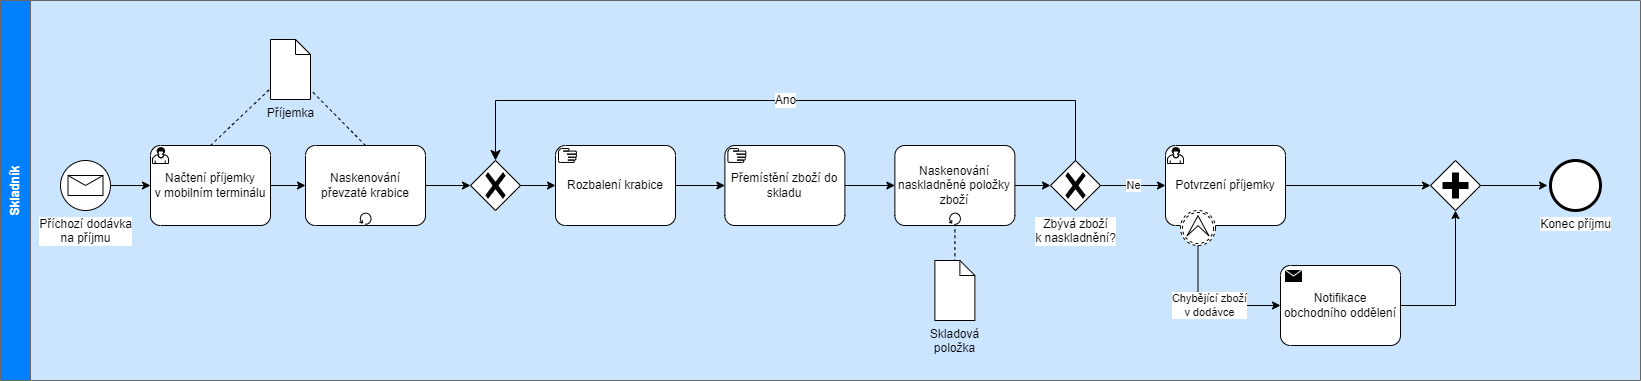 Skladník
Příchozí dodávka
na příjmu
Načtení příjemky
v mobilním terminálu
Příjemka
Naskenování
převzaté krabice
Ano
Rozbalení krabice
Přemístění zboží do
skladu
Naskenování
naskladněné položky
zboží
Skladová
položka
Zbývá zboží
k naskladnění?
Ne
Potvrzení příjemky
Chybějící zboží
v dodávce
Notifikace
obchodního oddělení
Konec příjmu